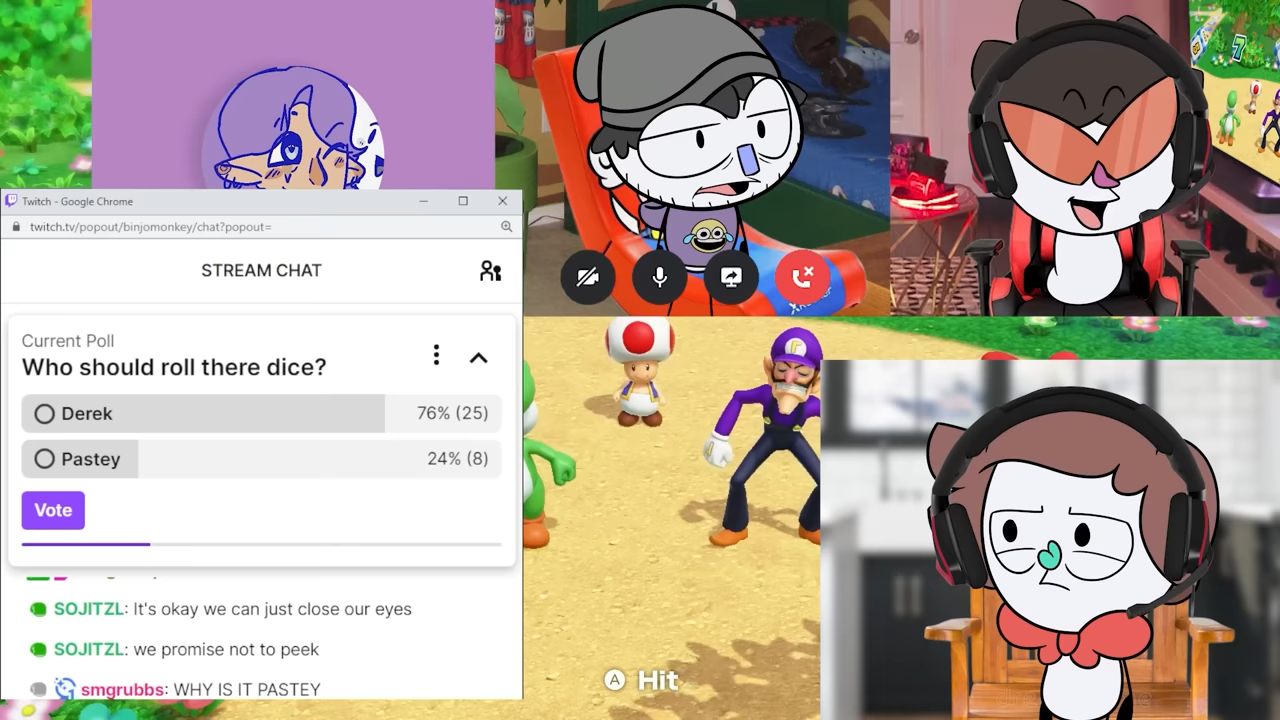 Twitch - Google Chrome
twitch.tv/popout/binjomonkey/chat?popout=
STREAM CHAT
Current Poll
Who should roll there dice?
Derek 76% (25)
Pastey 24% (8)
Vote
SOJITZL: It's okay we can just close our eyes
SOJITZL: we promise not to peek
smgrubbs: WHY IS IT PASTEY
A Hit
7